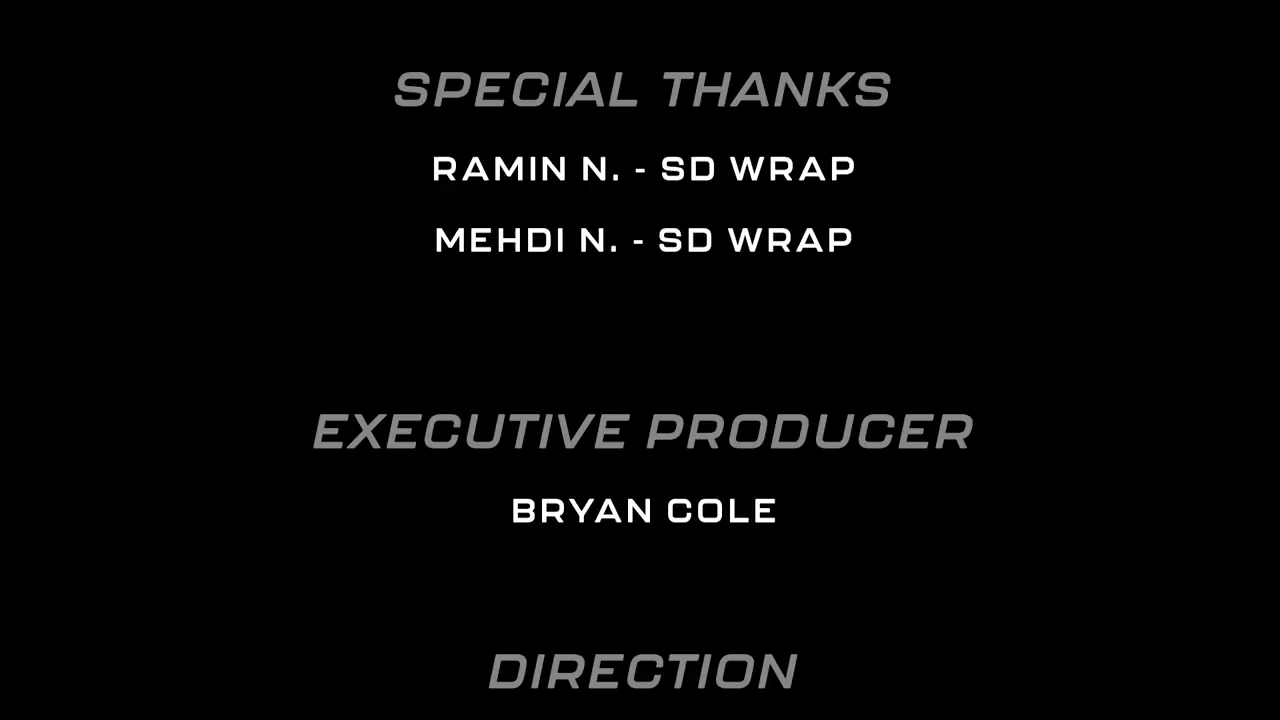 SPECIAL THANKS
RAMIN N. - SD WRAP
MEHDI N. - SD WRAP
EXECUTIVE PRODUCER
BRYAN COLE
DIRECTION